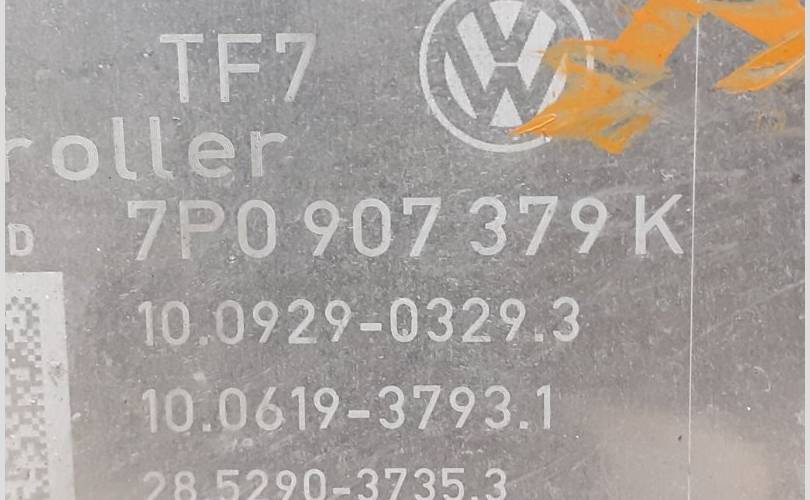 TF7
roller
D 7P0 907 379 K
10.0929-0329.3
10.0619-3793.1
28.5290-3735.3